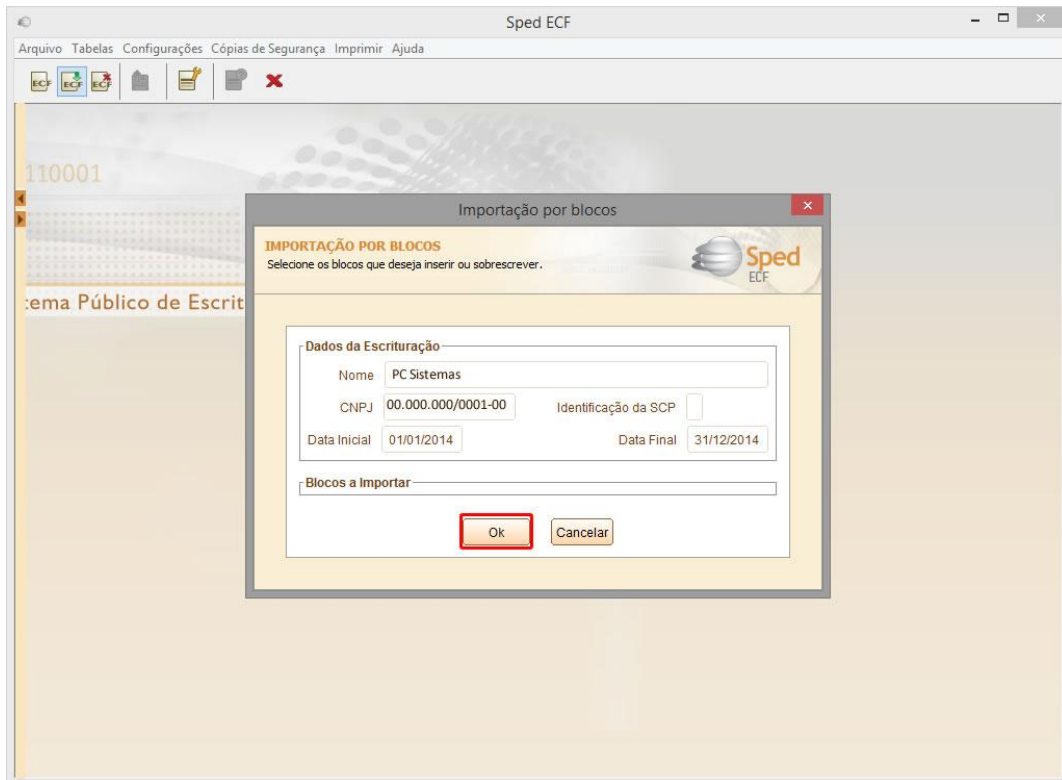 Sped ECF
Arquivo Tabelas Configurações Cópias de Segurança Imprimir Ajuda
ECF ECF ECF
110001
Importação por blocos
IMPORTAÇÃO POR BLOCOS
Selecione os blocos que deseja inserir ou sobrescrever.
Sped
ECF
:ema Público de Escrit
Dados da Escrituração
Nome PC Sistemas
CNPJ 00.000.000/0001-00 Identificação da SCP
Data Inicial 01/01/2014 Data Final 31/12/2014
Blocos a Importar
Ok Cancelar